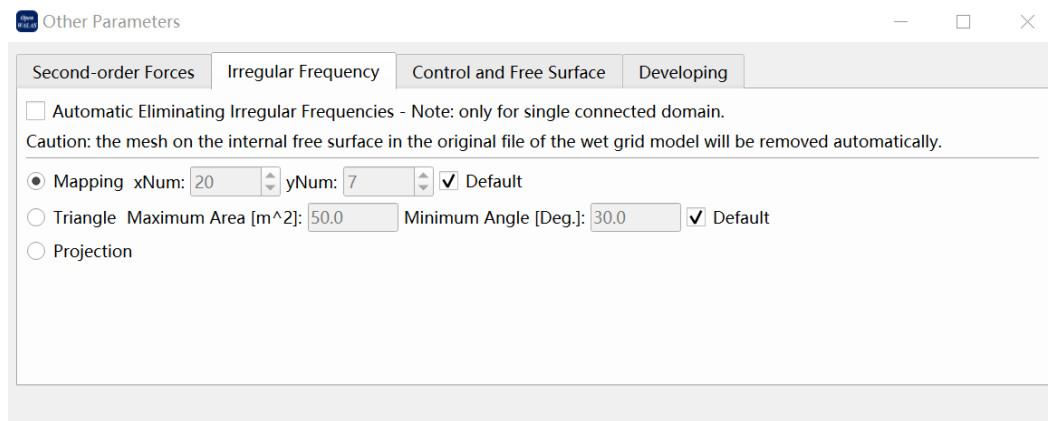 Open
WALAS
Other Parameters
Second-order Forces Irregular Frequency Control and Free Surface Developing
Automatic Eliminating Irregular Frequencies - Note: only for single connected domain.
Caution: the mesh on the internal free surface in the original file of the wet grid model will be removed automatically.
Mapping xNum: 20 yNum: 7 Default
Triangle Maximum Area [m^2]: 50.0 Minimum Angle [Deg.]: 30.0 Default
Projection